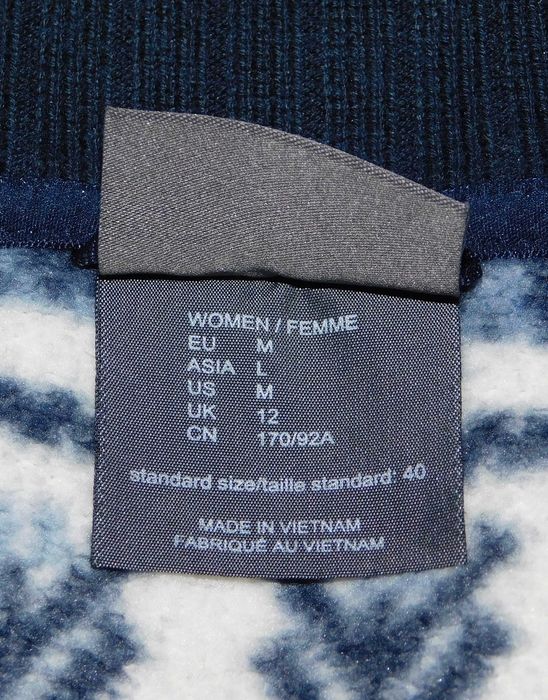 WOMEN / FEMME
EU M
ASIA L
US M
UK 12
CN 170/92A
standard size/taille standard: 40
MADE IN VIETNAM
FABRIQUÉ AU VIETNAM